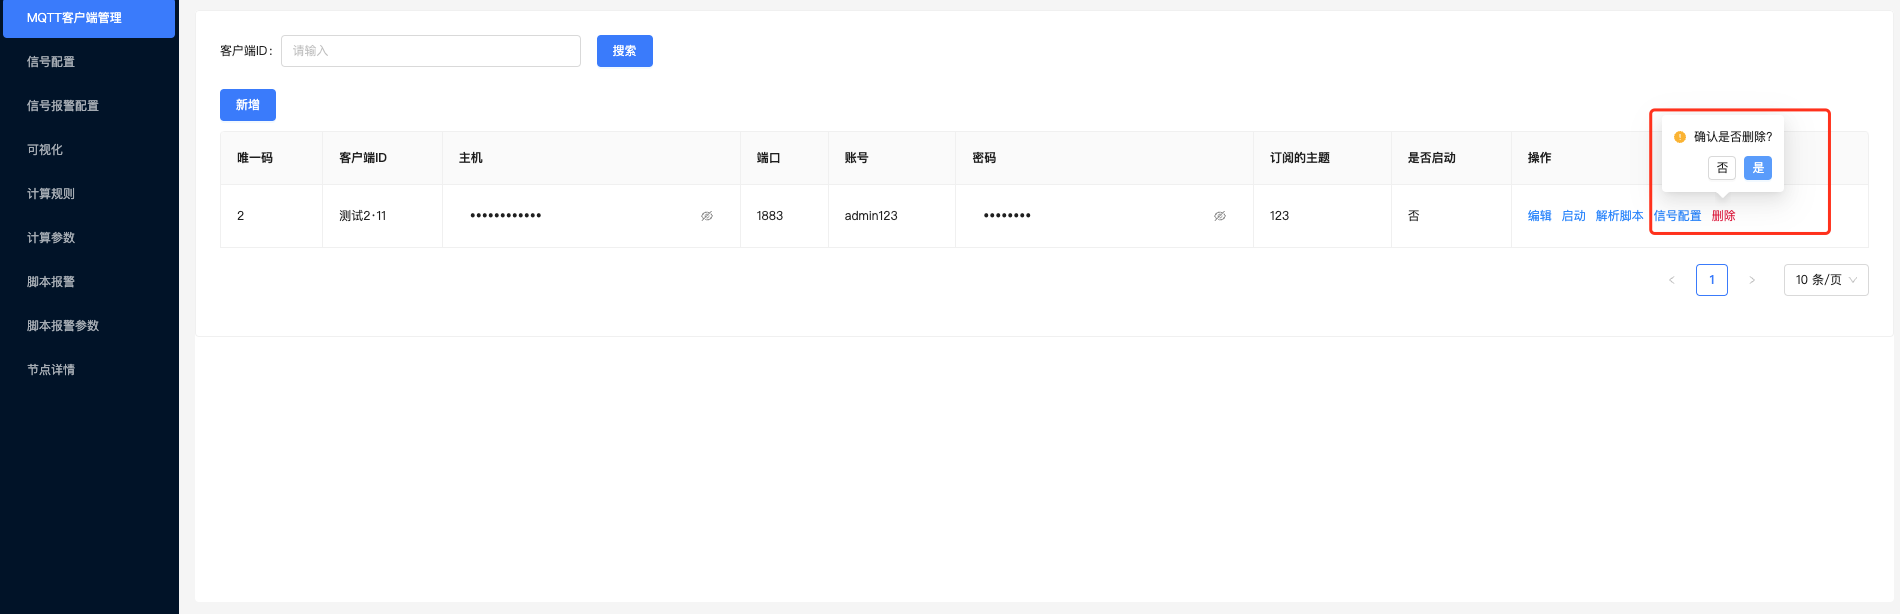 MQTT客户端管理
信号配置
信号报警配置
可视化
计算规则
计算参数
脚本报警
脚本报警参数
节点详情
客户端ID: 请输入 搜索
新增
确认是否删除?
否 是
唯一码 客户端ID 主机 端口 账号 密码 订阅的主题 是否启动 操作
2 测试2·11 •••••••••••• 1883 admin123 •••••••• 123 否 编辑 启动 解析脚本 信号配置 删除
< 1 > 10 条/页